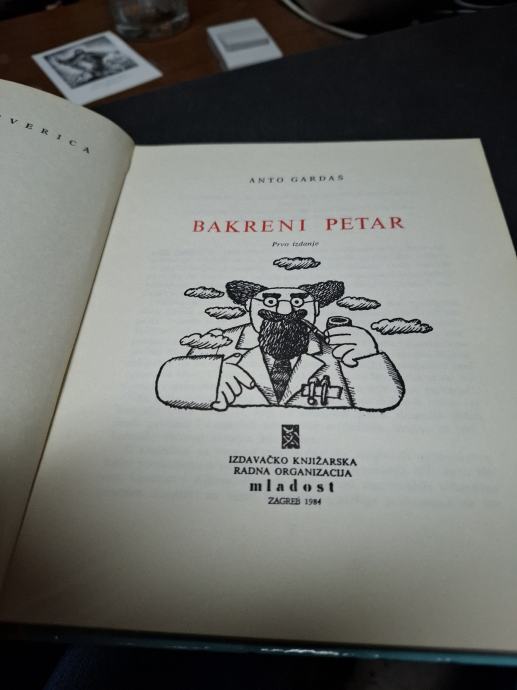 VERICA
ANTO GARDAŠ
BAKRENI PETAR
Prvo izdanje
IZDAVAČKO KNJIŽARSKA
RADNA ORGANIZACIJA
mladost
ZAGREB 1984